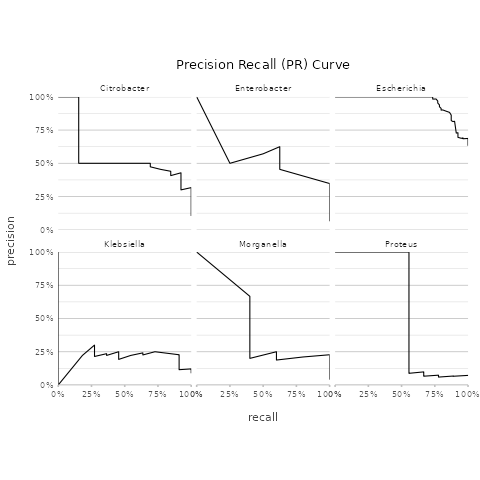 Precision Recall (PR) Curve
Citrobacter
Enterobacter
Escherichia
100%
75%
50%
25%
0%
precision
Klebsiella
Morganella
Proteus
100%
75%
50%
25%
0%
0% 25% 50% 75% 100%
0% 25% 50% 75% 100%
0% 25% 50% 75% 100%
recall